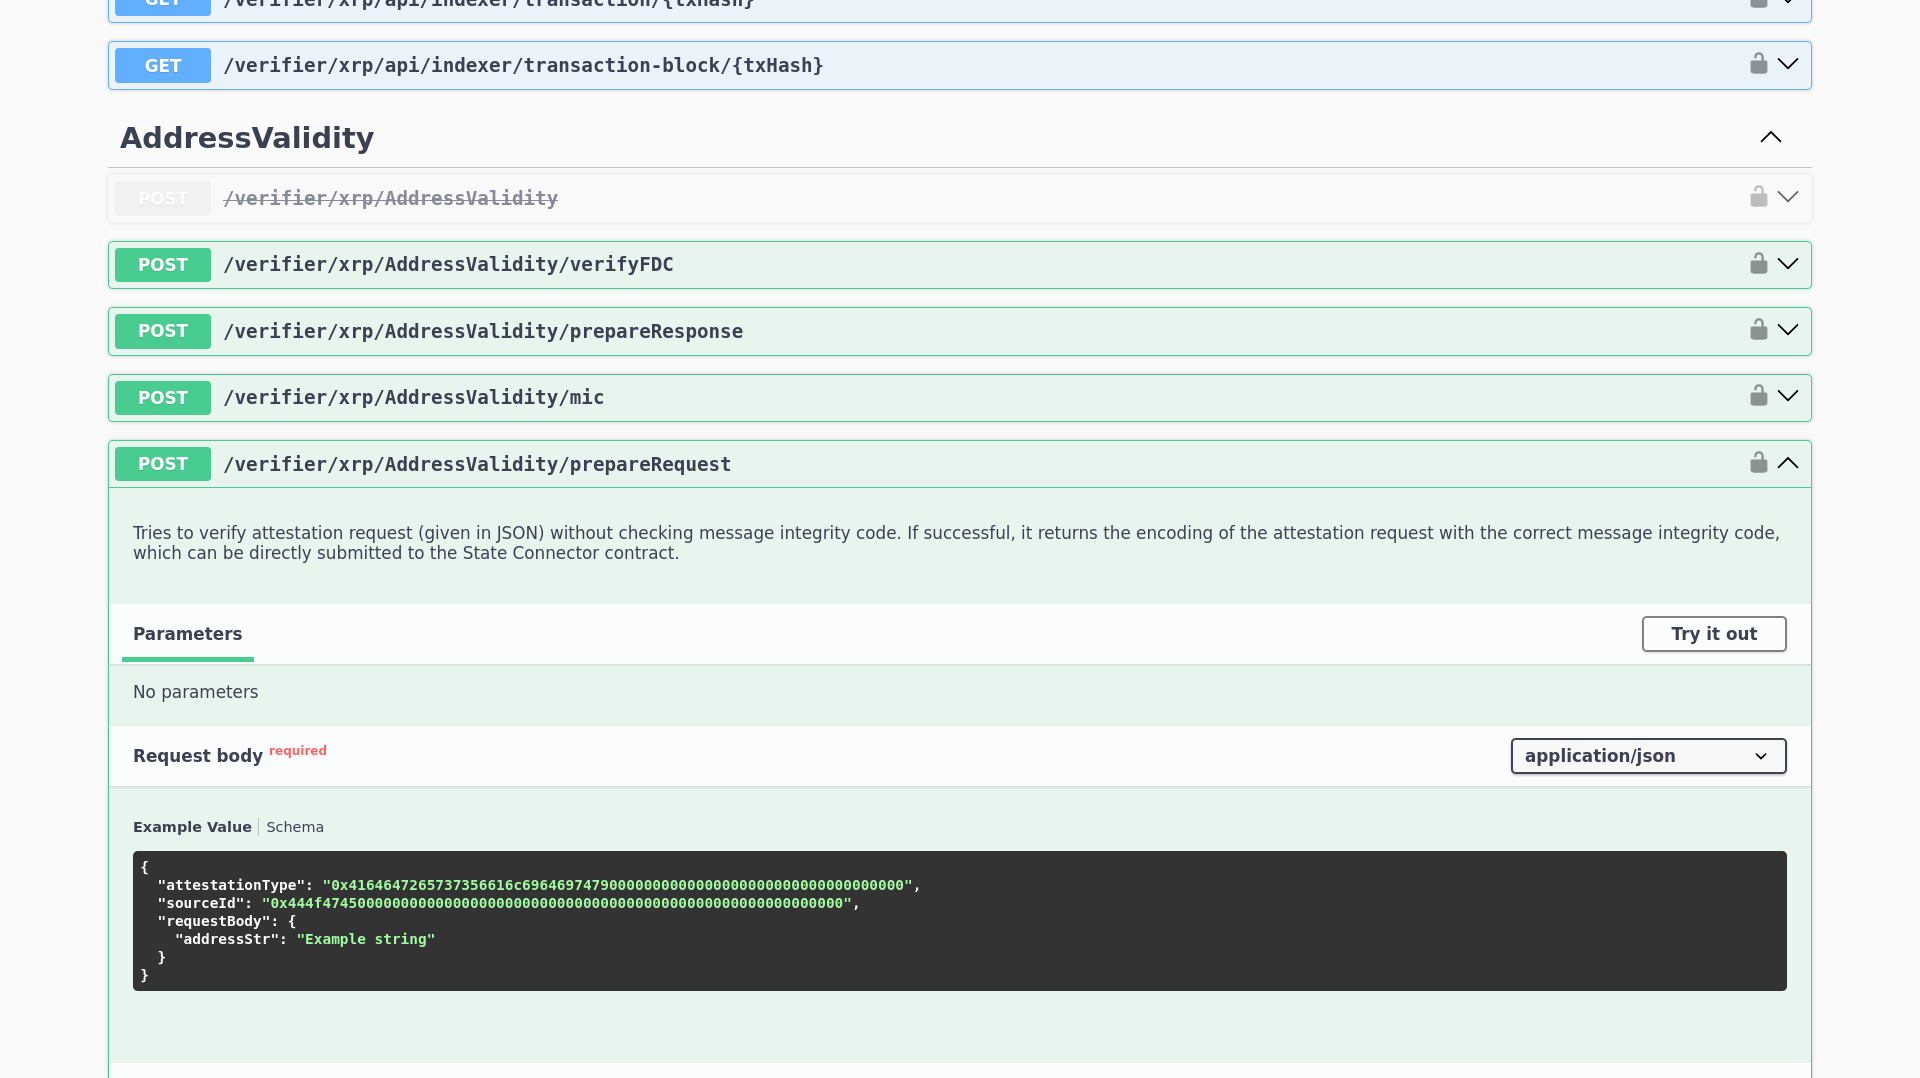 GET /verifier/xrp/api/indexer/transaction/{txHash}
GET /verifier/xrp/api/indexer/transaction-block/{txHash}
AddressValidity
POST /verifier/xrp/AddressValidity
POST /verifier/xrp/AddressValidity/verifyFDC
POST /verifier/xrp/AddressValidity/prepareResponse
POST /verifier/xrp/AddressValidity/mic
POST /verifier/xrp/AddressValidity/prepareRequest
Tries to verify attestation request (given in JSON) without checking message integrity code. If successful, it returns the encoding of the attestation request with the correct message integrity code,
which can be directly submitted to the State Connector contract.
Parameters
Try it out
No parameters
Request body required
application/json
Example Value Schema
{
"attestationType": "0x4164647265737356616c69646974790000000000000000000000000000000000",
"sourceId": "0x444f474500000000000000000000000000000000000000000000000000000000",
"requestBody": {
"addressStr": "Example string"
}
}